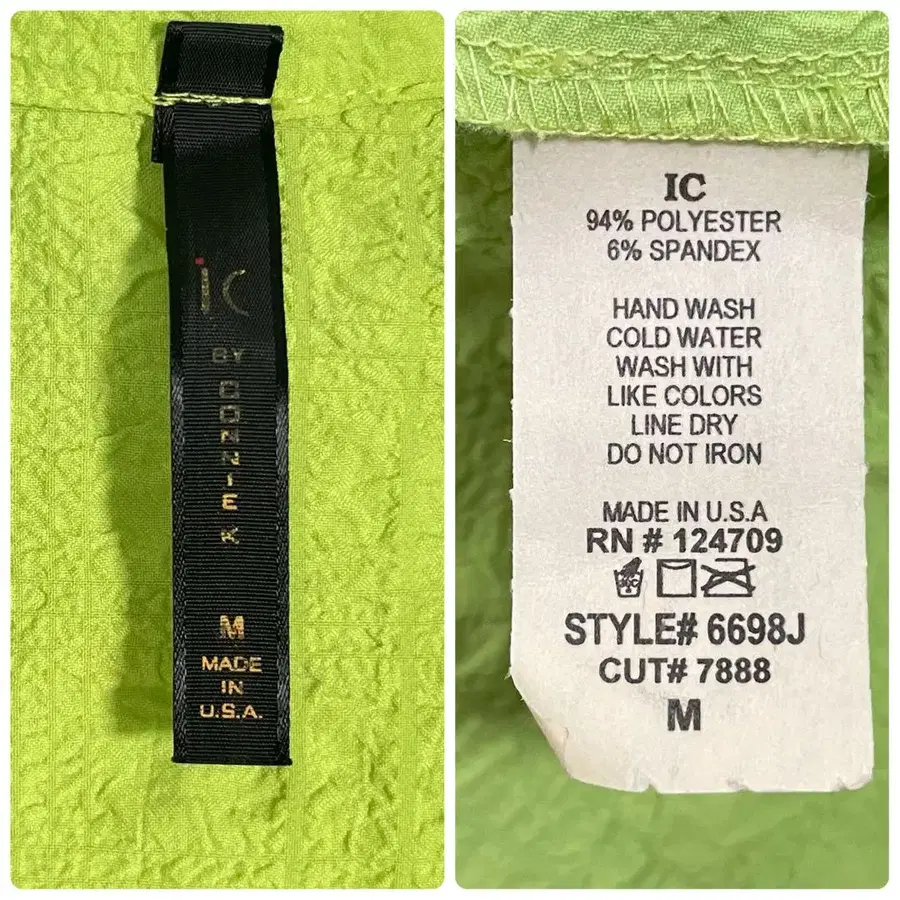 ic
BY
CONNIE K
M
MADE
IN
U.S.A.
IC
94% POLYESTER
6% SPANDEX
HAND WASH
COLD WATER
WASH WITH
LIKE COLORS
LINE DRY
DO NOT IRON
MADE IN U.S.A
RN # 124709
STYLE# 6698J
CUT# 7888
M